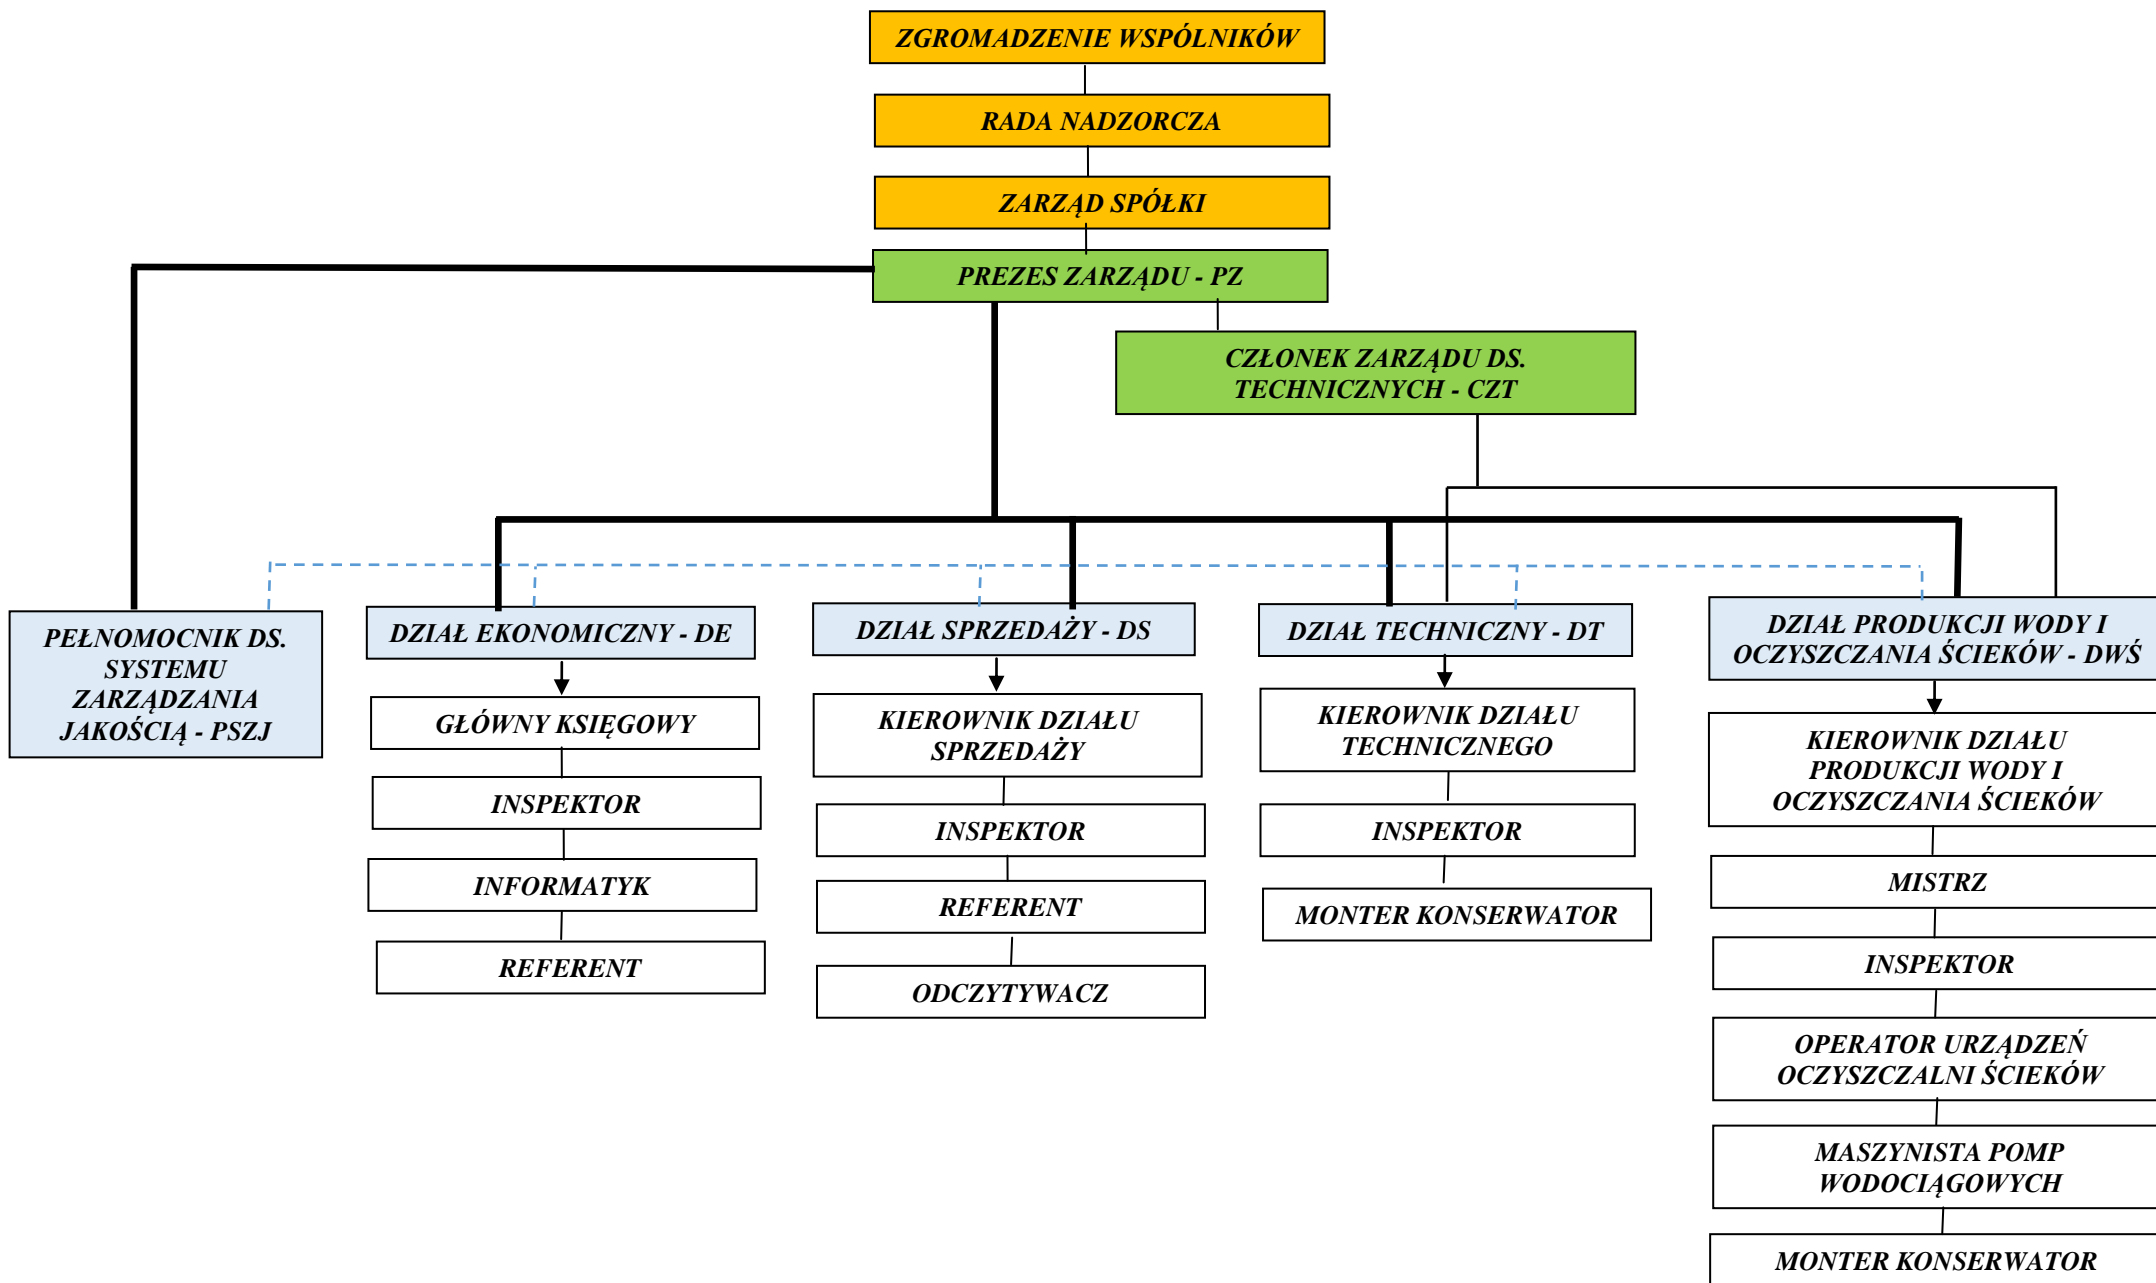 ZGROMADZENIE WSPÓLNIKÓW
RADA NADZORCZA
ZARZĄD SPÓŁKI
PREZES ZARZĄDU - PZ
CZŁONEK ZARZĄDU DS.
TECHNICZNYCH - CZT
PEŁNOMOCNIK DS.
SYSTEMU
ZARZĄDZANIA
JAKOŚCIĄ - PSZJ
DZIAŁ EKONOMICZNY - DE
GŁÓWNY KSIĘGOWY
INSPEKTOR
INFORMATYK
REFERENT
DZIAŁ SPRZEDAŻY - DS
KIEROWNIK DZIAŁU
SPRZEDAŻY
INSPEKTOR
REFERENT
ODCZYTYWACZ
DZIAŁ TECHNICZNY - DT
KIEROWNIK DZIAŁU
TECHNICZNEGO
INSPEKTOR
MONTER KONSERWATOR
DZIAŁ PRODUKCJI WODY I
OCZYSZCZANIA ŚCIEKÓW - DWŚ
KIEROWNIK DZIAŁU
PRODUKCJI WODY I
OCZYSZCZANIA ŚCIEKÓW
MISTRZ
INSPEKTOR
OPERATOR URZĄDZEŃ
OCZYSZCZALNI ŚCIEKÓW
MASZYNISTA POMP
WODOCIĄGOWYCH
MONTER KONSERWATOR